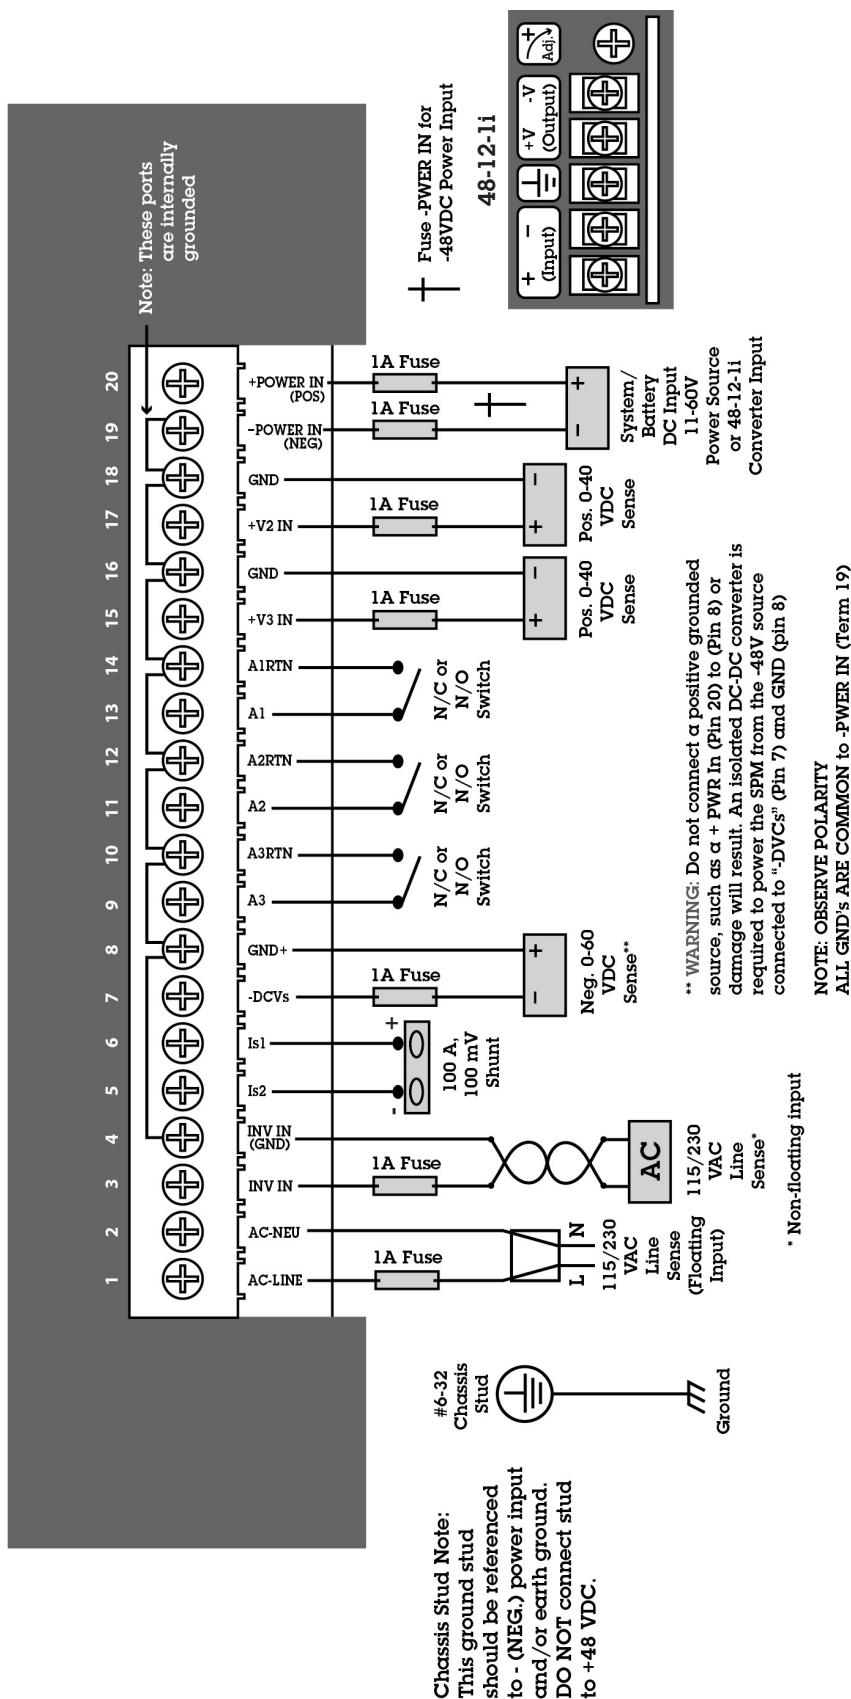 Chassis Stud Note:
This ground stud
should be referenced
to - (NEG.) power input
and/or earth ground.
DO NOT connect stud
to +48 VDC.
#6-32
Chassis
Stud
Ground
1 2 3 4 5 6 7 8 9 10 11 12 13 14 15 16 17 18 19 20
Note: These ports
are internally
grounded
AC-LINE
AC-NEU
INV IN
INV IN
(GND)
Is2
Is1
-DCVs
GND+
A3
A3RTN
A2
A2RTN
A1
A1RTN
+V3 IN
GND
+V2 IN
GND
-POWER IN
(NEG)
+POWER IN
(POS)
1A Fuse
L N
115/230
VAC
Line
Sense
(Floating
Input)
1A Fuse
AC
115/230
VAC
Line
Sense*
* Non-floating input
- +
100 A,
100 mV
Shunt
1A Fuse
- +
Neg. 0-60
VDC
Sense**
N/C or
N/O
Switch
N/C or
N/O
Switch
N/C or
N/O
Switch
1A Fuse
+ -
Pos. 0-40
VDC
Sense
1A Fuse
+ -
Pos. 0-40
VDC
Sense
1A Fuse
1A Fuse
- +
System/
Battery
DC Input
11-60V
Power Source
or 48-12-1i
Converter Input
Fuse -PWER IN for
-48VDC Power Input
48-12-1i
+ -
(Input)
+V -V
(Output)
+
Adj.
** WARNING: Do not connect a positive grounded
source, such as a + PWR In (Pin 20) to (Pin 8) or
damage will result. An isolated DC-DC converter is
required to power the SPM from the -48V source
connected to “-DVCs” (Pin 7) and GND (pin 8)
NOTE: OBSERVE POLARITY
ALL GND's ARE COMMON to -PWER IN (Term 19)